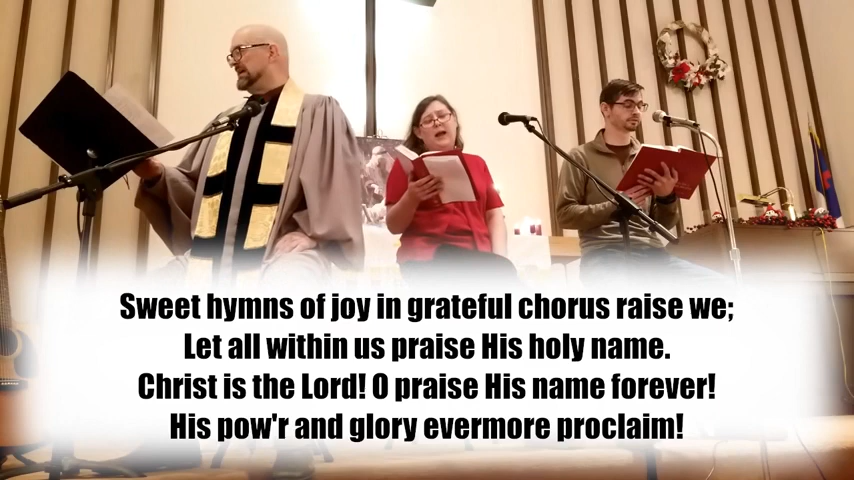 Sweet hymns of joy in grateful chorus raise we;
Let all within us praise His holy name.
Christ is the Lord! O praise His name forever!
His pow'r and glory evermore proclaim!